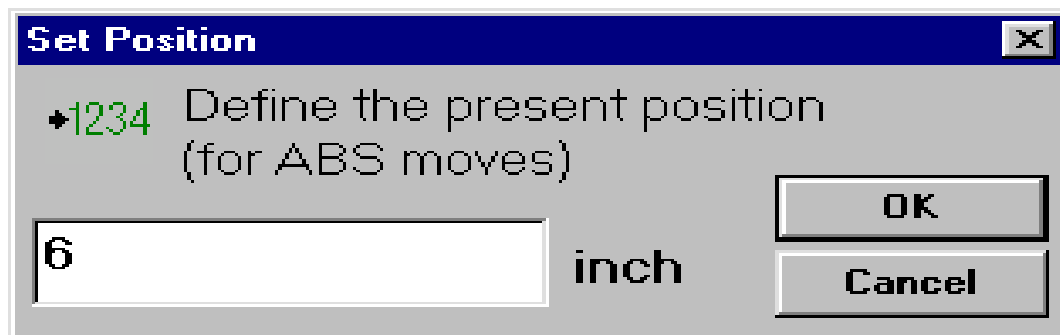 Set Position
1234
Define the present position
(for ABS moves)
6
inch
OK
Cancel